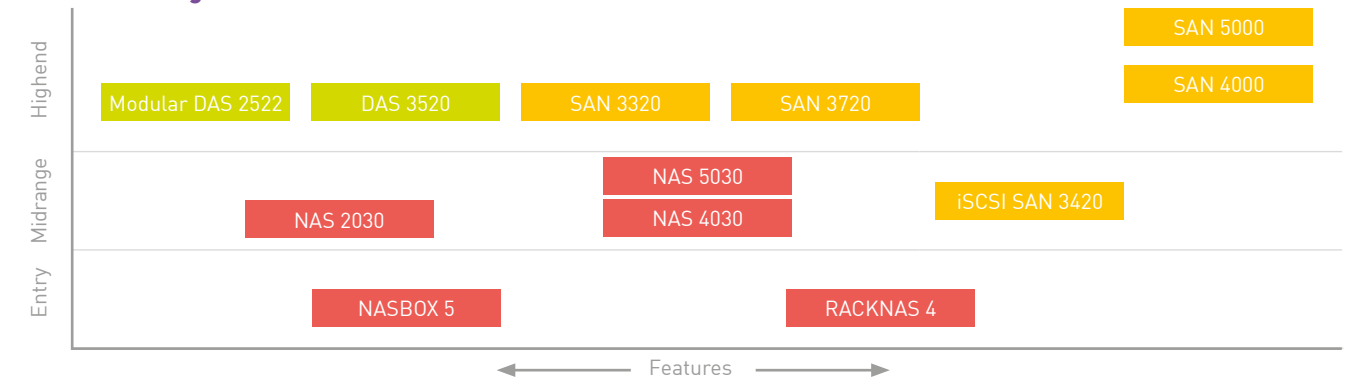 Highend
SAN 5000
SAN 4000
Modular DAS 2522
DAS 3520
SAN 3320
SAN 3720
Midrange
NAS 5030
NAS 4030
NAS 2030
iSCSI SAN 3420
Entry
NASBOX 5
RACKNAS 4
Features